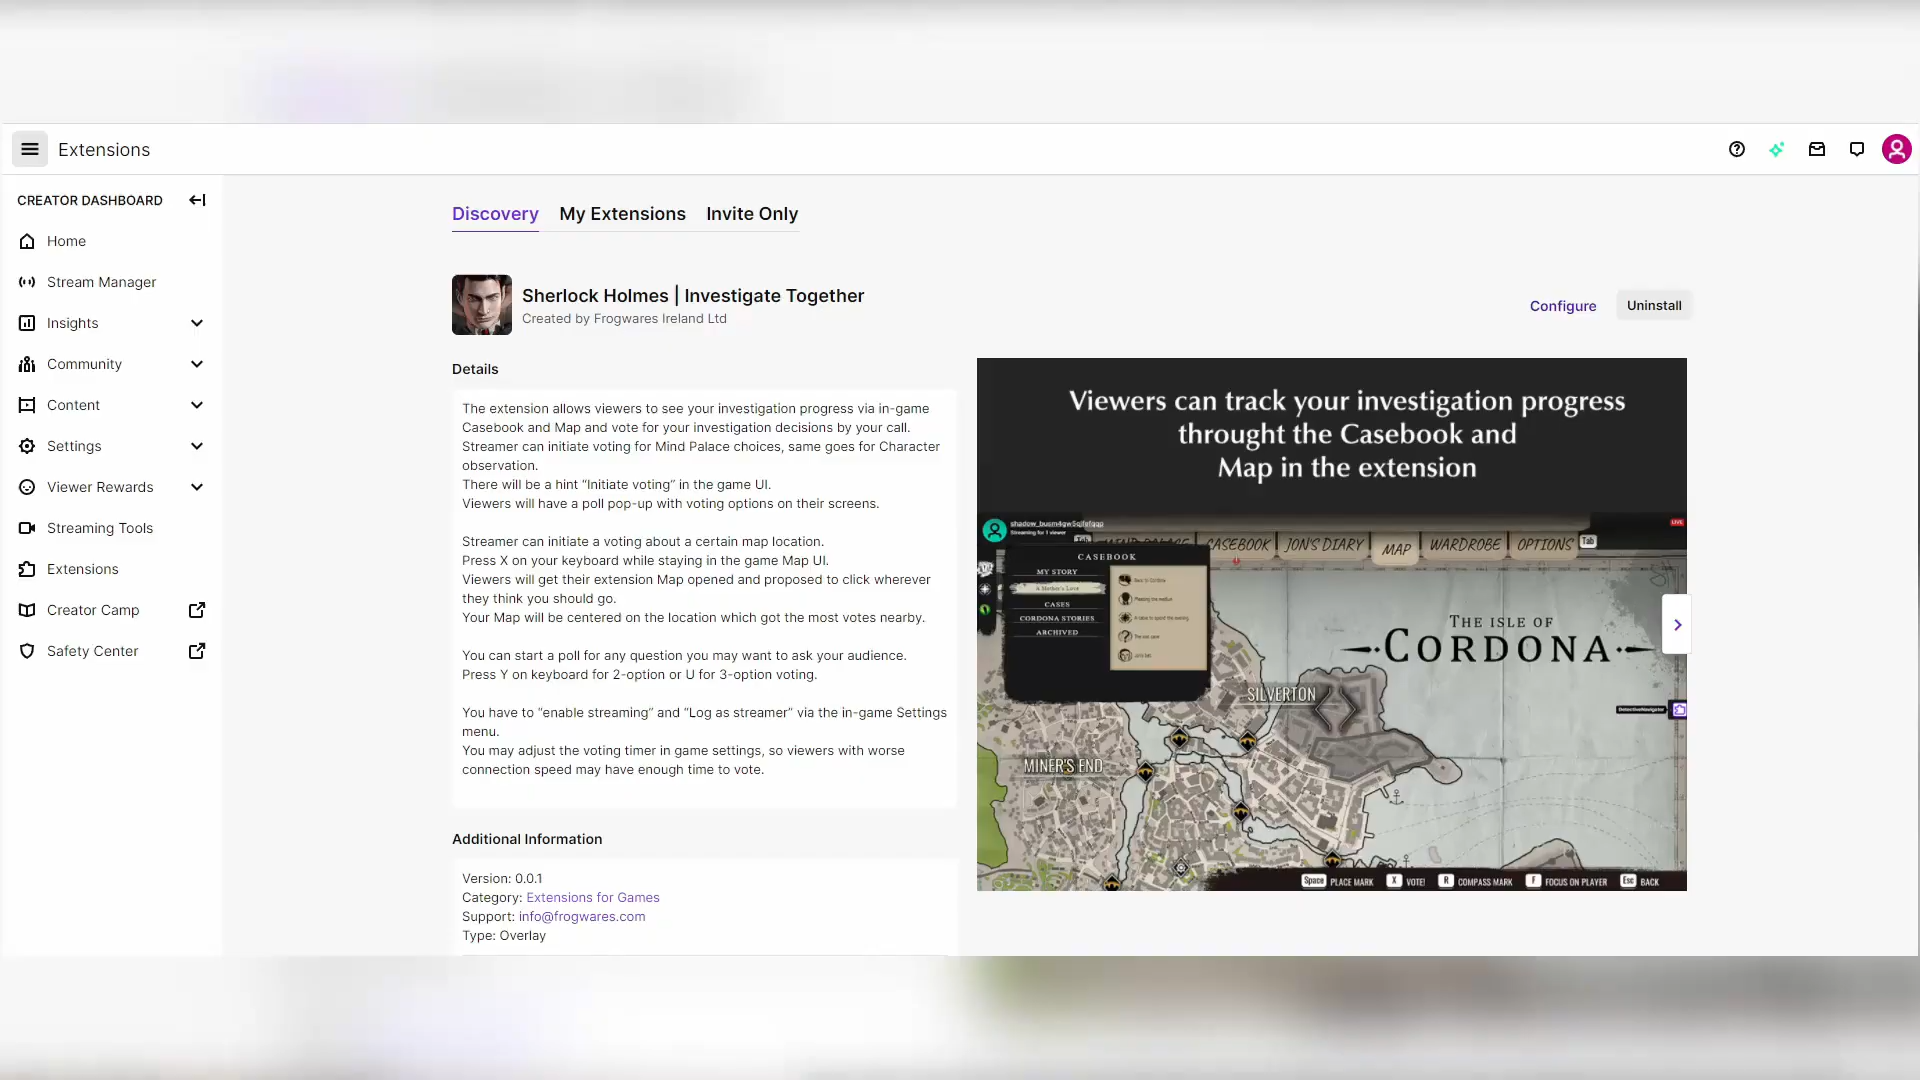 Extensions
CREATOR DASHBOARD
Home
Stream Manager
Insights
Community
Content
Settings
Viewer Rewards
Streaming Tools
Extensions
Creator Camp
Safety Center
Discovery
My Extensions
Invite Only
Sherlock Holmes | Investigate Together
Created by Frogwares Ireland Ltd
Configure
Uninstall
Details
The extension allows viewers to see your investigation progress via in-game
Casebook and Map and vote for your investigation decisions by your call.
Streamer can initiate voting for Mind Palace choices, same goes for Character
observation.
There will be a hint “Initiate voting” in the game UI.
Viewers will have a poll pop-up with voting options on their screens.
Streamer can initiate a voting about a certain map location.
Press X on your keyboard while staying in the game Map UI.
Viewers will get their extension Map opened and proposed to click wherever
they think you should go.
Your Map will be centered on the location which got the most votes nearby.
You can start a poll for any question you may want to ask your audience.
Press Y on keyboard for 2-option or U for 3-option voting.
You have to “enable streaming” and “Log as streamer” via the in-game Settings
menu.
You may adjust the voting timer in game settings, so viewers with worse
connection speed may have enough time to vote.
Additional Information
Version: 0.0.1
Category: Extensions for Games
Support: info@frogwares.com
Type: Overlay
Viewers can track your investigation progress
throught the Casebook and
Map in the extension
Streaming for 1 viewer
LIVE
Tab
MIND PALACE
CASEBOOK
JON'S DIARY
MAP
WARDROBE
OPTIONS
Tab
CASEBOOK
MY STORY
A Mother's Love
CASES
CORDONA STORIES
ARCHIVED
THE ISLE OF
CORDONA
SILVERTON
MINER'S END
Space PLACE MARK
X VOTE!
R COMPASS MARK
F FOCUS ON PLAYER
Esc BACK